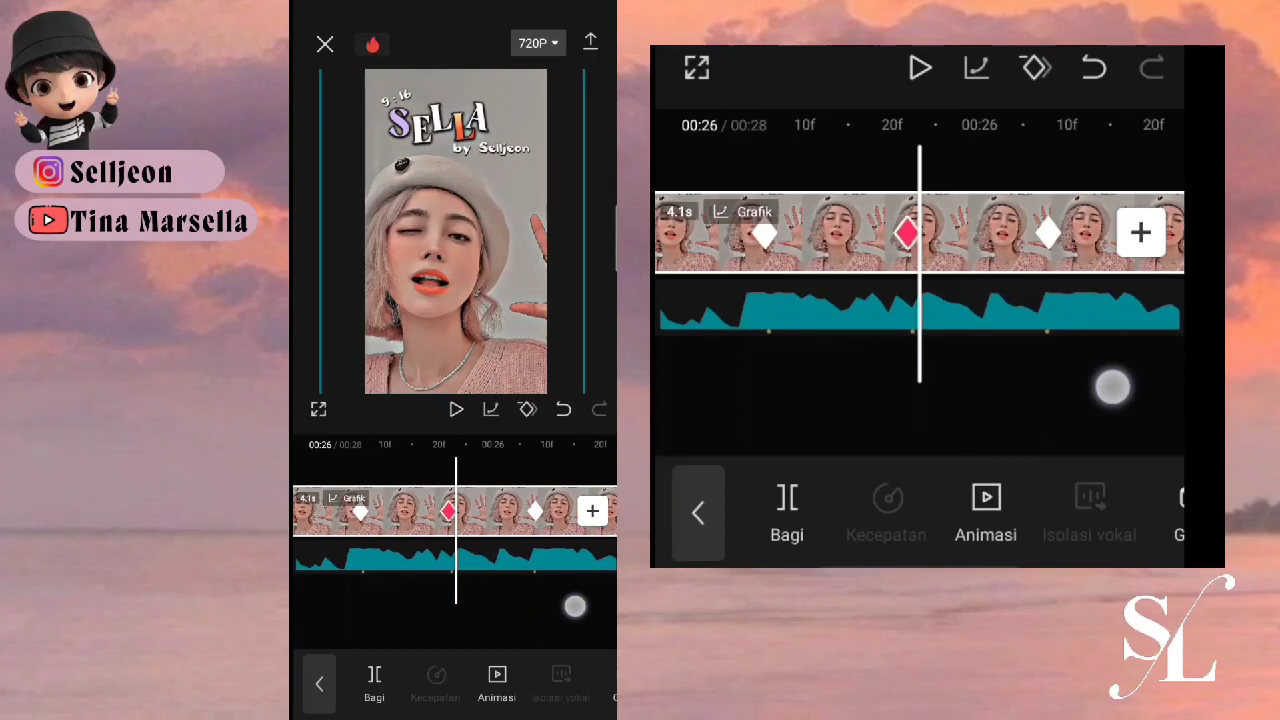 Selljeon
Tina Marsella
720P
9:16
SELLA
by Selljeon
00:26 / 00:28 10f 20f 00:26 10f 20f
4.1s Grafik
+
Bagi Kecepatan Animasi Isolasi vokal G
00:26 / 00:28 10f 20f 00:26 10f 20f
4.1s Grafik
+
Bagi Kecepatan Animasi Isolasi vokal G
SL